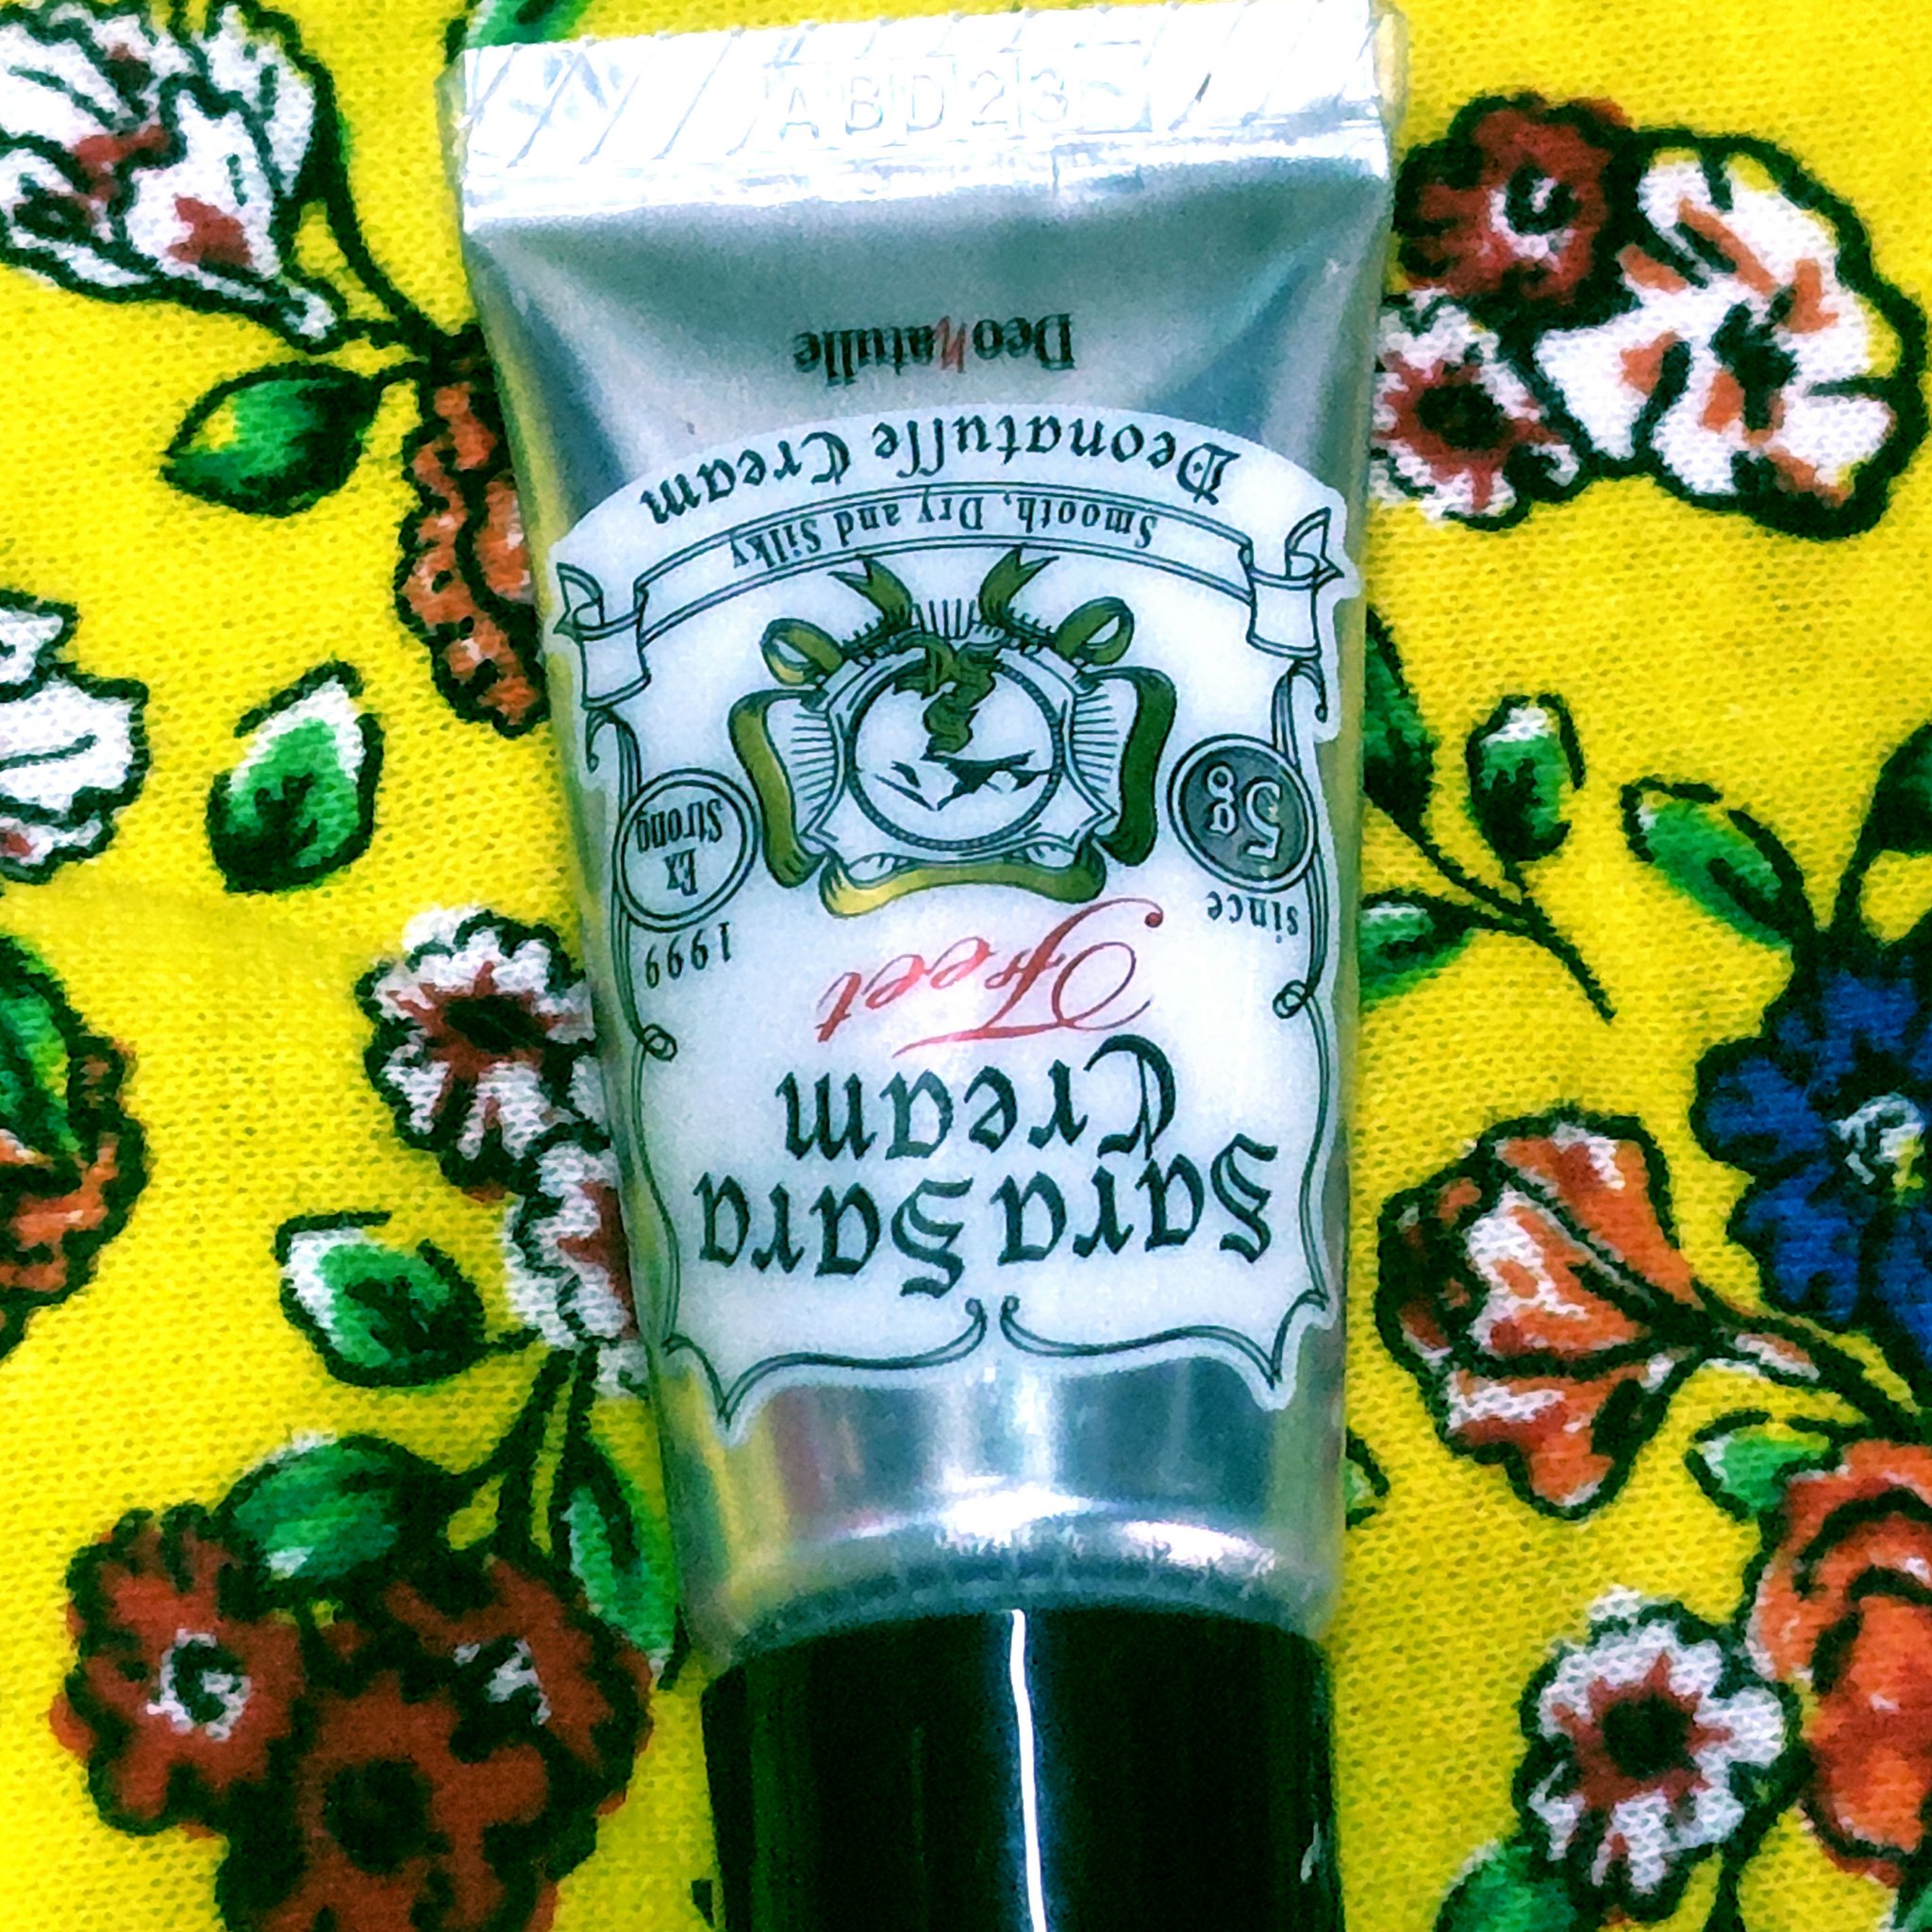 SaraSara
Cream
Feet
since 1999
5g
Ex
Strong
Smooth, Dry and Silky
Deonatulle Cream
DeoNatulle
ABD23